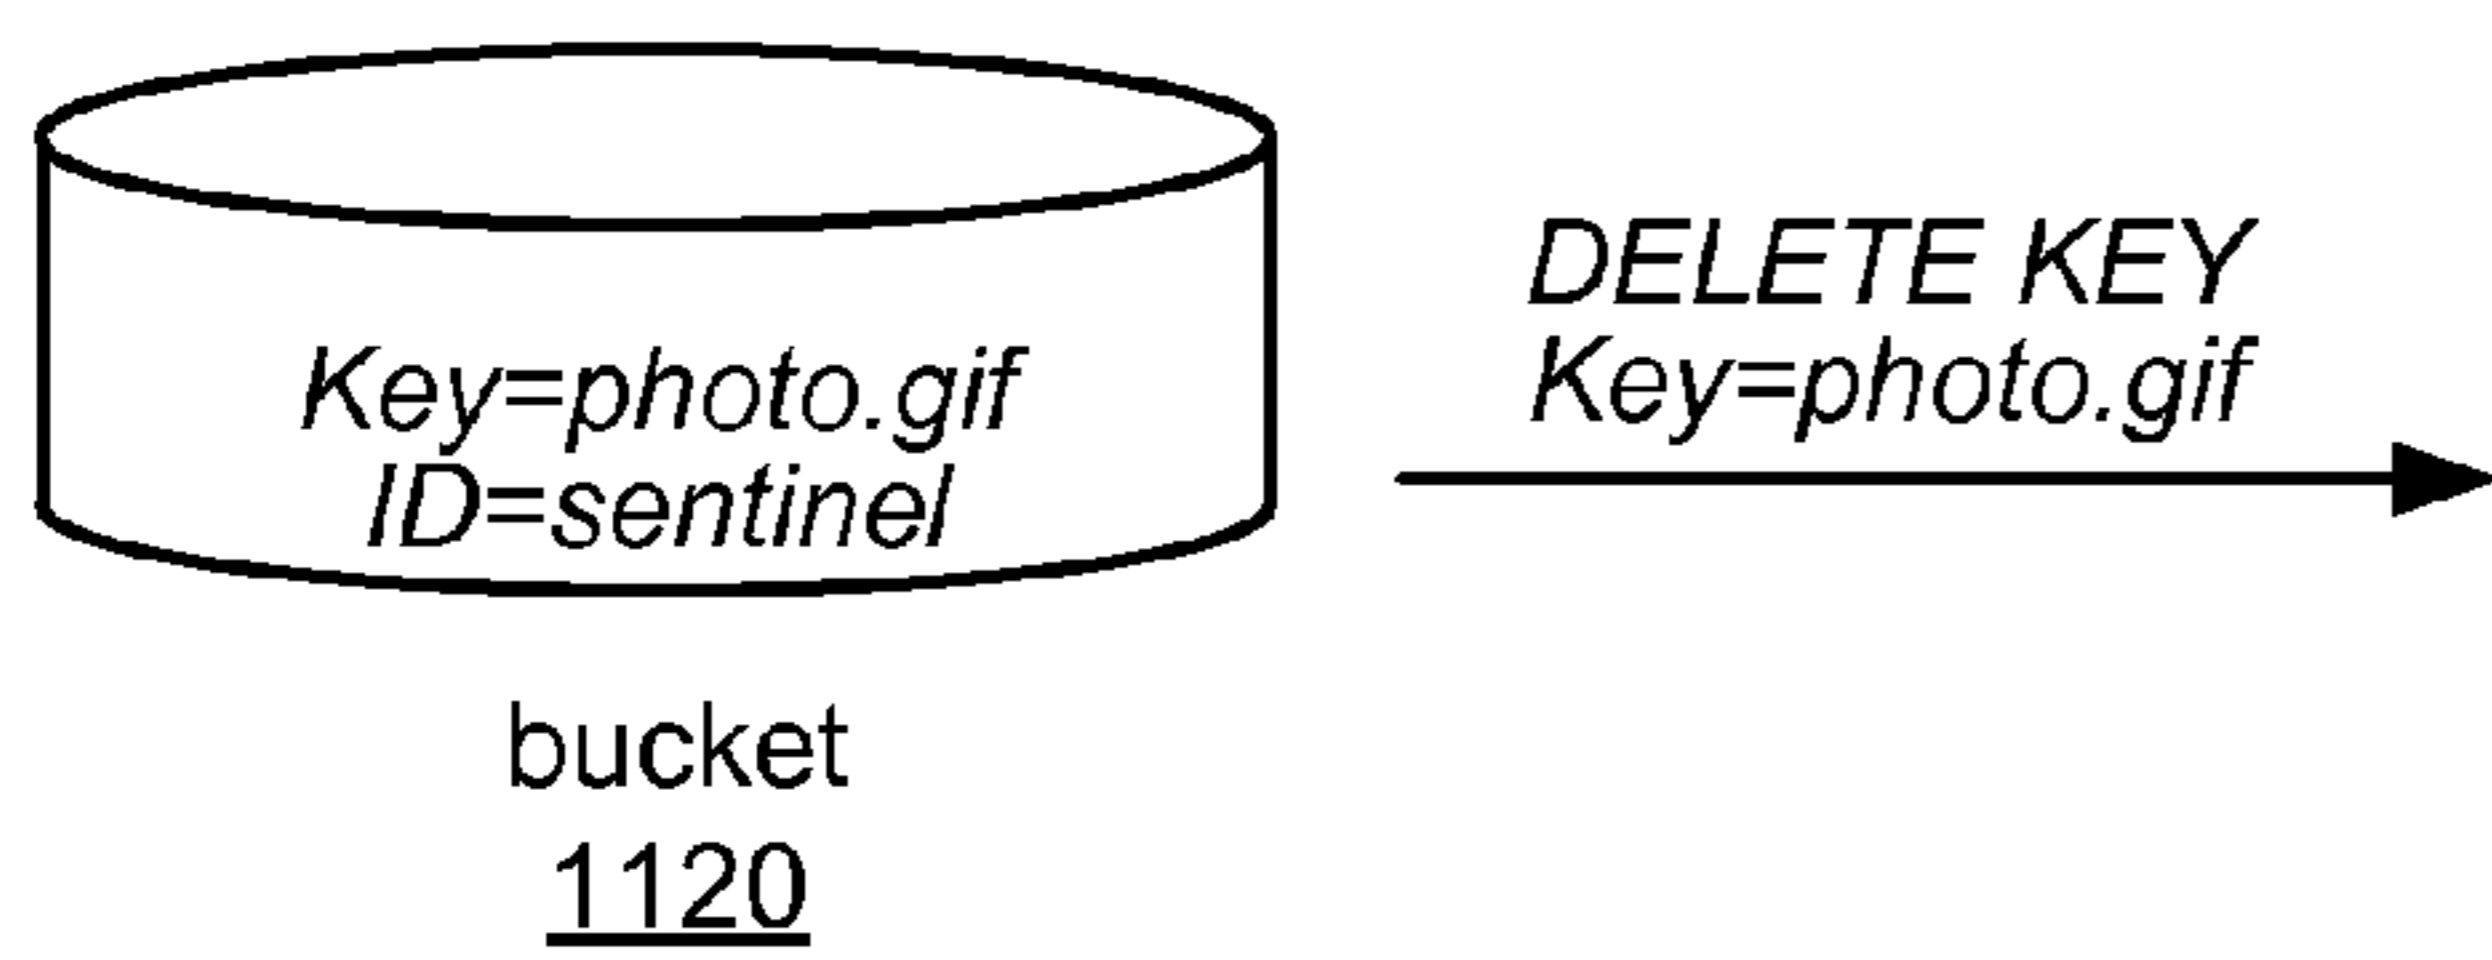 Key=photo.gif
ID=sentinel
bucket
1120
DELETE KEY
Key=photo.gif